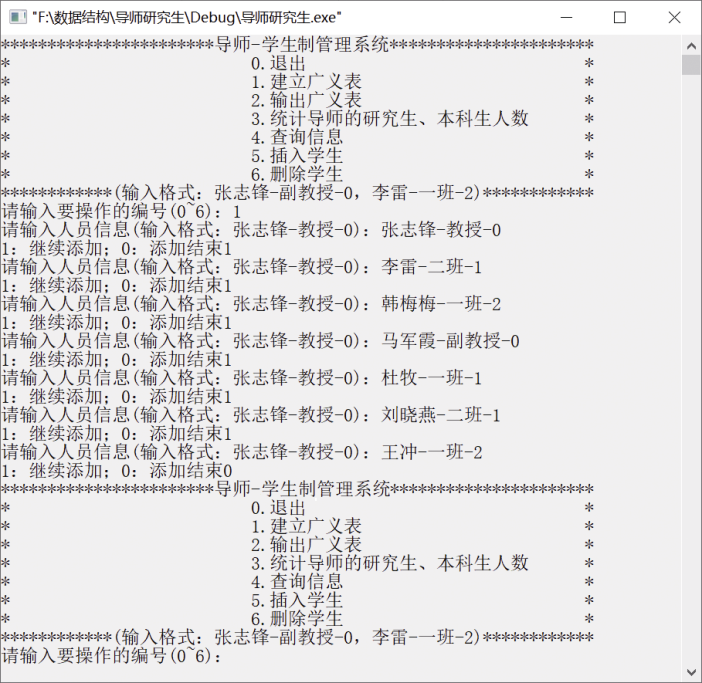 "F:\数据结构\导师研究生\Debug\导师研究生.exe"
***********************导师-学生制管理系统**********************
* 0.退出 *
* 1.建立广义表 *
* 2.输出广义表 *
* 3.统计导师的研究生、本科生人数 *
* 4.查询信息 *
* 5.插入学生 *
* 6.删除学生 *
************(输入格式: 张志锋-副教授-0, 李雷-一班-2)************
请输入要操作的编号(0~6): 1
请输入人员信息(输入格式: 张志锋-教授-0): 张志锋-教授-0
1: 继续添加; 0: 添加结束1
请输入人员信息(输入格式: 张志锋-教授-0): 李雷-二班-1
1: 继续添加; 0: 添加结束1
请输入人员信息(输入格式: 张志锋-教授-0): 韩梅梅-一班-2
1: 继续添加; 0: 添加结束1
请输入人员信息(输入格式: 张志锋-教授-0): 马军霞-副教授-0
1: 继续添加; 0: 添加结束1
请输入人员信息(输入格式: 张志锋-教授-0): 杜牧-一班-1
1: 继续添加; 0: 添加结束1
请输入人员信息(输入格式: 张志锋-教授-0): 刘晓燕-二班-1
1: 继续添加; 0: 添加结束1
请输入人员信息(输入格式: 张志锋-教授-0): 王冲-一班-2
1: 继续添加; 0: 添加结束0
***********************导师-学生制管理系统**********************
* 0.退出 *
* 1.建立广义表 *
* 2.输出广义表 *
* 3.统计导师的研究生、本科生人数 *
* 4.查询信息 *
* 5.插入学生 *
* 6.删除学生 *
************(输入格式: 张志锋-副教授-0, 李雷-一班-2)************
请输入要操作的编号(0~6):